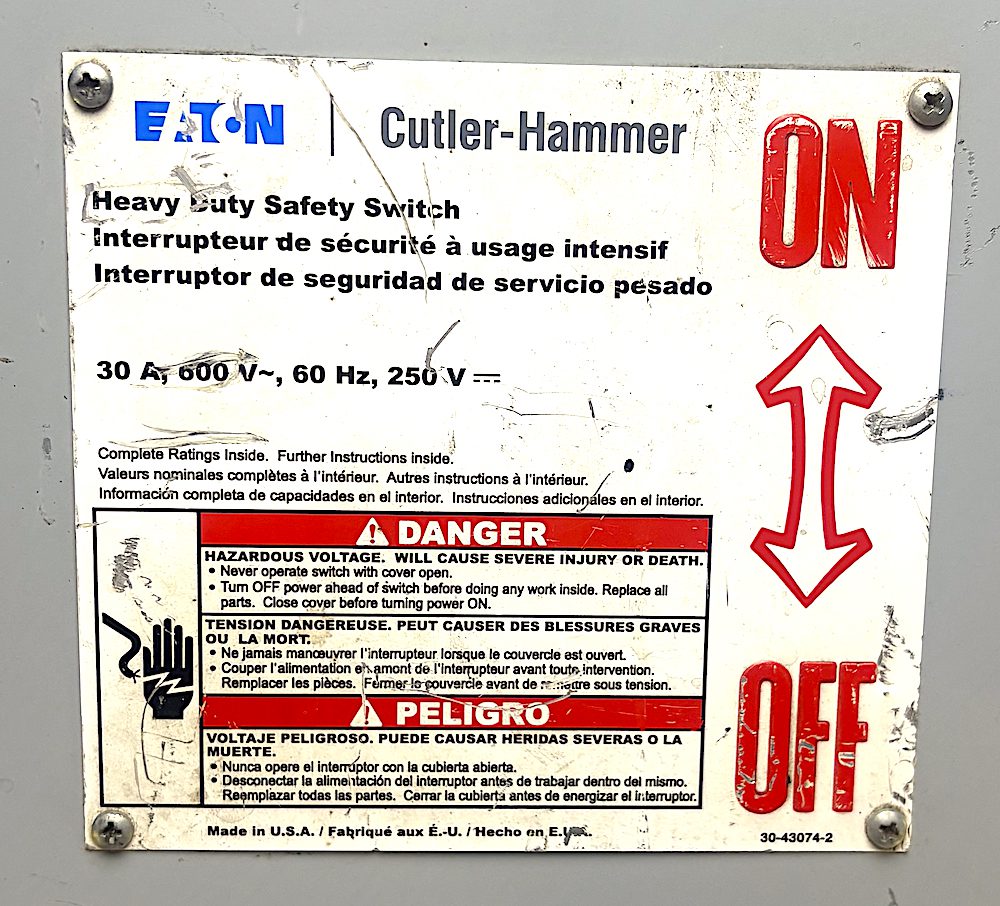 EATON | Cutler-Hammer
ON
Heavy Duty Safety Switch
Interrupteur de sécurité à usage intensif
Interruptor de seguridad de servicio pesado
30 A, 600 V~, 60 Hz, 250 V ⎓
Complete Ratings Inside. Further Instructions inside.
Valeurs nominales complètes à l'intérieur. Autres instructions à l'intérieur.
Información completa de capacidades en el interior. Instrucciones adicionales en el interior.
⚠ DANGER
HAZARDOUS VOLTAGE. WILL CAUSE SEVERE INJURY OR DEATH.
• Never operate switch with cover open.
• Turn OFF power ahead of switch before doing any work inside. Replace all
parts. Close cover before turning power ON.
TENSION DANGEREUSE. PEUT CAUSER DES BLESSURES GRAVES
OU LA MORT.
• Ne jamais manœuvrer l'interrupteur lorsque le couvercle est ouvert.
• Couper l'alimentation en amont de l'interrupteur avant toute intervention.
Remplacer les pièces. Fermer le couvercle avant de remettre sous tension.
⚠ PELIGRO
VOLTAJE PELIGROSO. PUEDE CAUSAR HERIDAS SEVERAS O LA
MUERTE.
• Nunca opere el interruptor con la cubierta abierta.
• Desconectar la alimentación del interruptor antes de trabajar dentro del mismo.
Reemplazar todas las partes. Cerrar la cubierta antes de energizar el interruptor.
OFF
Made in U.S.A. / Fabriqué aux É.-U. / Hecho en E.U.A.
30-43074-2